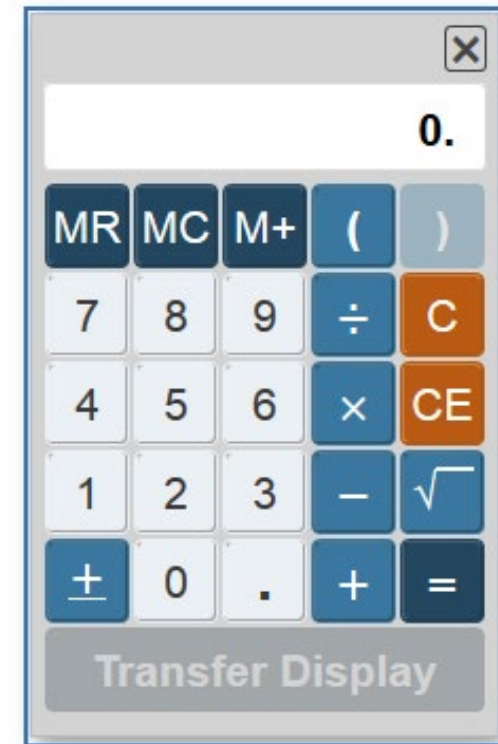 ×
0.
MR MC M+ ( )
7 8 9 ÷ C
4 5 6 × CE
1 2 3 − √
± 0 . + =
Transfer Display